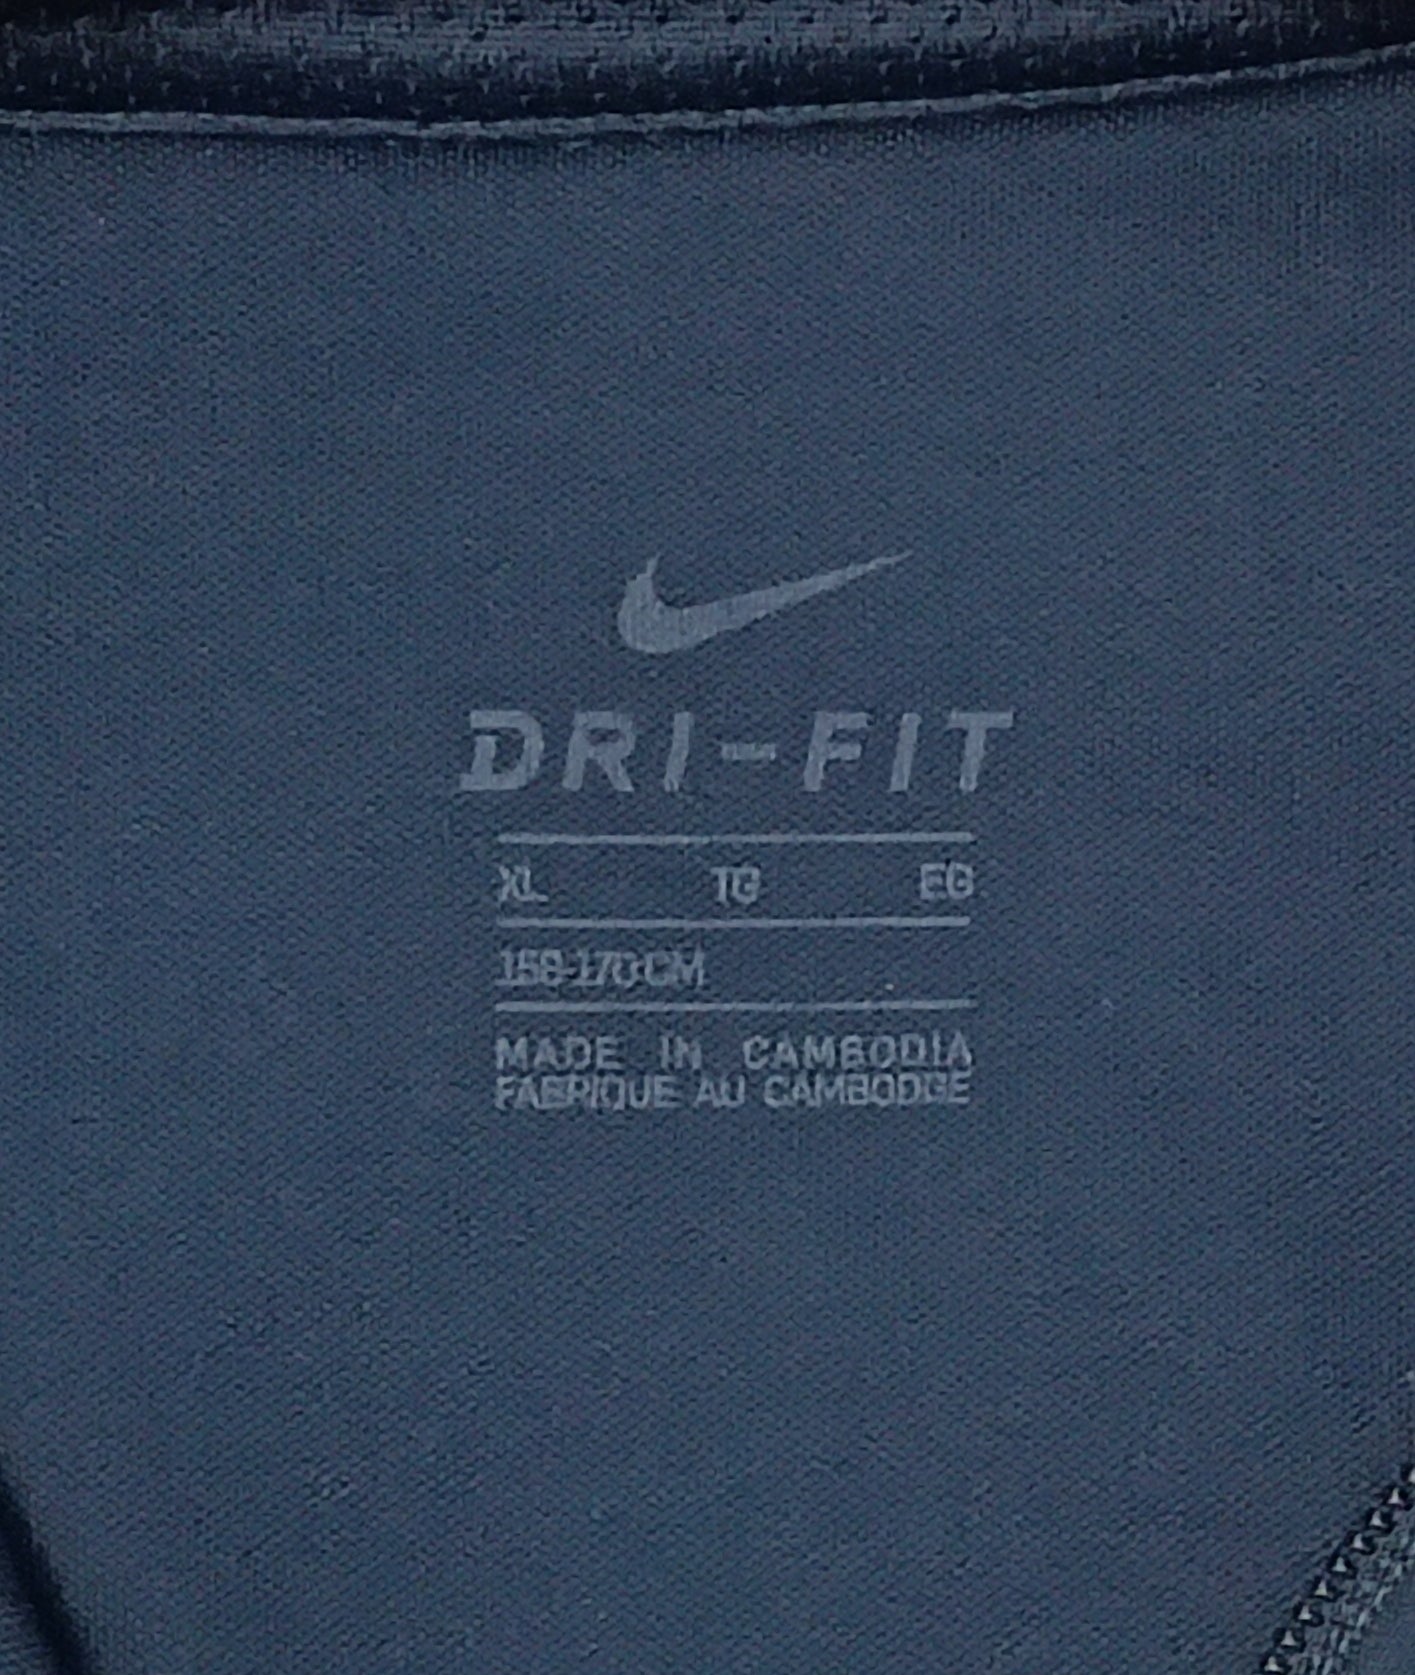 DRI-FIT
XL TG EG
158-170CM
MADE IN CAMBODIA
FABRIQUE AU CAMBODGE